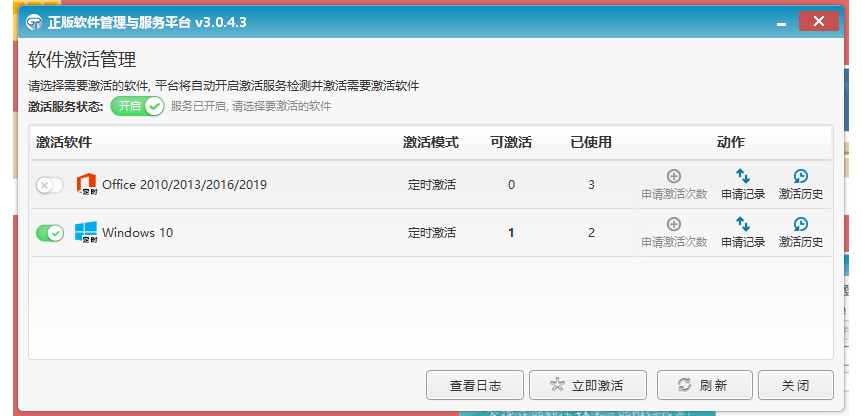 正版软件管理与服务平台 v3.0.4.3
软件激活管理
请选择需要激活的软件, 平台将自动开启激活服务检测并激活需要激活软件
激活服务状态: 开启 服务已开启, 请选择要激活的软件
激活软件 激活模式 可激活 已使用 动作
定时 Office 2010/2013/2016/2019 定时激活 0 3 申请激活次数 申请记录 激活历史
定时 Windows 10 定时激活 1 2 申请激活次数 申请记录 激活历史
查看日志 立即激活 刷新 关闭